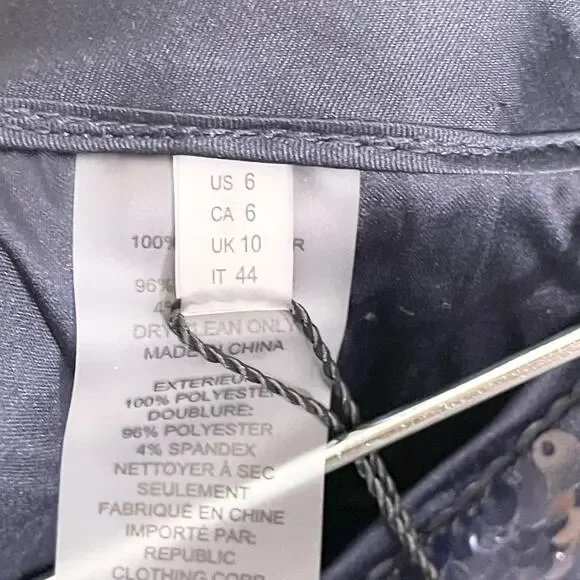 US 6
CA 6
UK 10
IT 44
100%
R
96%
DRY CLEAN ONLY
MADE IN CHINA
EXTERIEUR
100% POLYESTER
DOUBLURE:
96% POLYESTER
4% SPANDEX
NETTOYER À SEC
SEULEMENT
FABRIQUÉ EN CHINE
IMPORTÉ PAR:
REPUBLIC
CLOTHING CORP